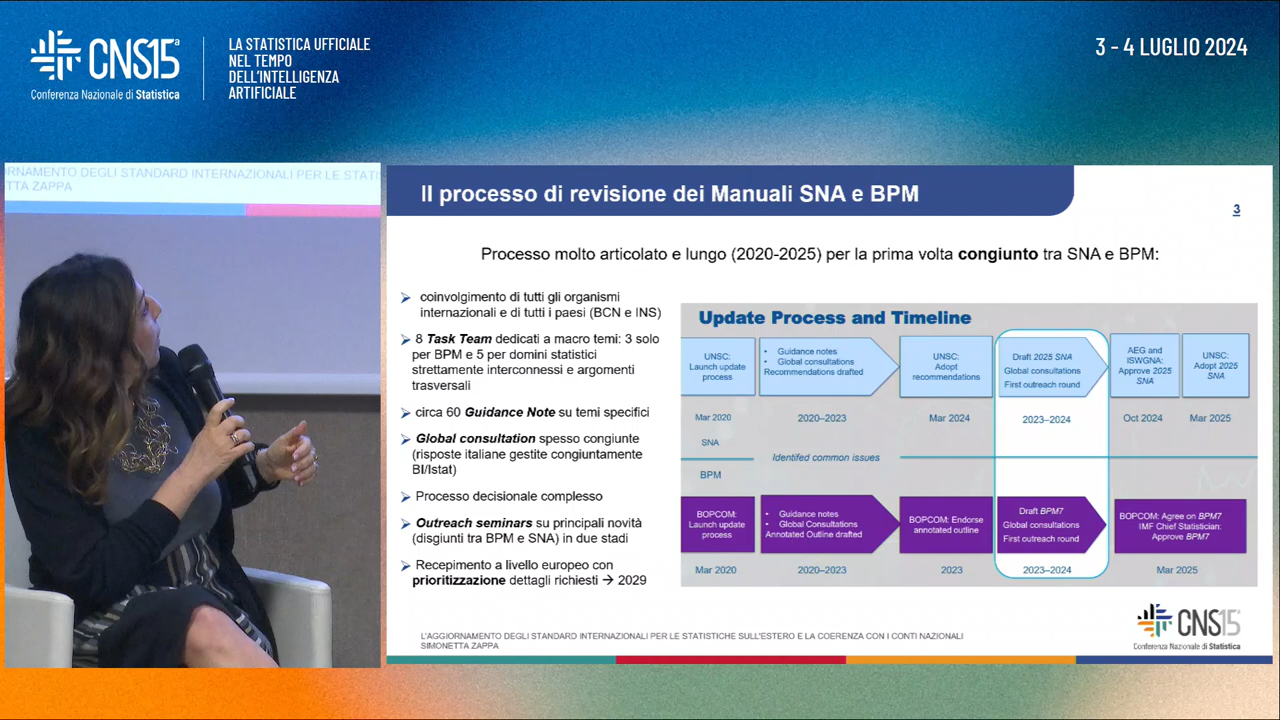 CNS15ª
Conferenza Nazionale di Statistica
LA STATISTICA UFFICIALE
NEL TEMPO
DELL'INTELLIGENZA
ARTIFICIALE
3 - 4 LUGLIO 2024
ORNAMENTO DEGLI STANDARD INTERNAZIONALI PER LE STATIS
TTA ZAPPA
Il processo di revisione dei Manuali SNA e BPM
3
Processo molto articolato e lungo (2020-2025) per la prima volta congiunto tra SNA e BPM:
➢ coinvolgimento di tutti gli organismi
internazionali e di tutti i paesi (BCN e INS)
➢ 8 Task Team dedicati a macro temi: 3 solo
per BPM e 5 per domini statistici
strettamente interconnessi e argomenti
trasversali
➢ circa 60 Guidance Note su temi specifici
➢ Global consultation spesso congiunte
(risposte italiane gestite congiuntamente
BI/Istat)
➢ Processo decisionale complesso
➢ Outreach seminars su principali novità
(disgiunti tra BPM e SNA) in due stadi
➢ Recepimento a livello europeo con
prioritizzazione dettagli richiesti → 2029
Update Process and Timeline
UNSC:
Launch update
process
• Guidance notes
• Global consultations
Recommendations drafted
UNSC:
Adopt
recommendations
Draft 2025 SNA
Global consultations
First outreach round
AEG and
ISWGNA:
Approve 2025
SNA
UNSC:
Adopt 2025
SNA
Mar 2020
2020–2023
Mar 2024
2023–2024
Oct 2024
Mar 2025
SNA
Identifed common issues
BPM
BOPCOM:
Launch update
process
• Guidance notes
• Global Consultations
Annotated Outline drafted
BOPCOM: Endorse
annotated outline
Draft BPM7
Global consultations
First outreach round
BOPCOM: Agree on BPM7
IMF Chief Statistician:
Approve BPM7
Mar 2020
2020–2023
2023
2023–2024
Mar 2025
L'AGGIORNAMENTO DEGLI STANDARD INTERNAZIONALI PER LE STATISTICHE SULL'ESTERO E LA COERENZA CON I CONTI NAZIONALI
SIMONETTA ZAPPA
CNS15ª
Conferenza Nazionale di Statistica